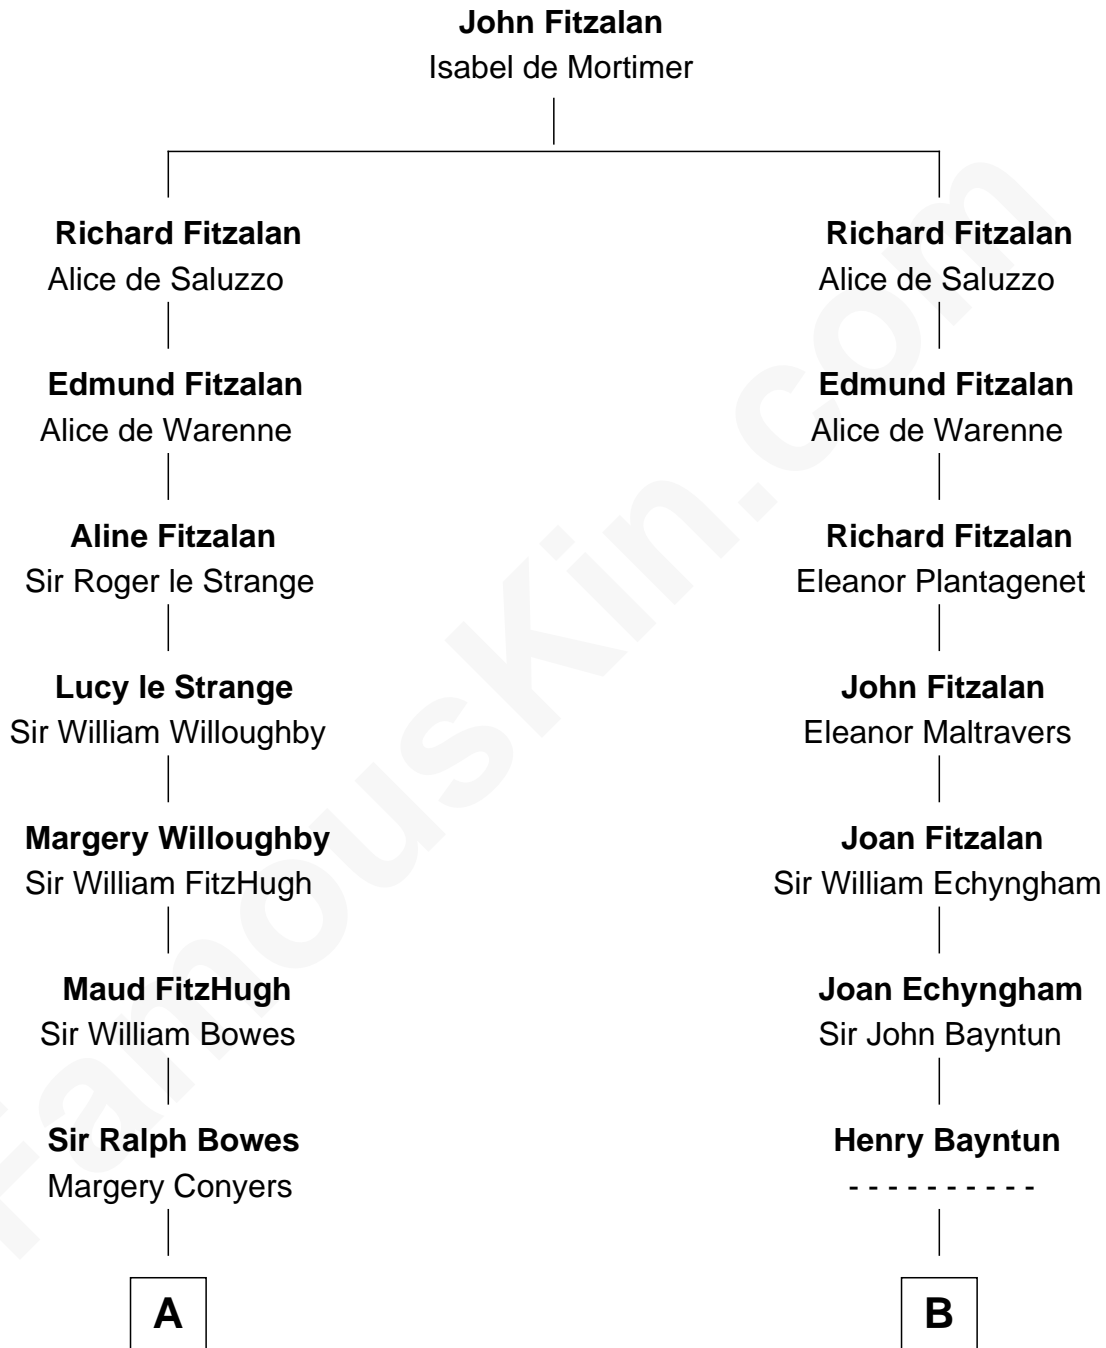 John Fitzalan
Isabel de Mortimer
Richard Fitzalan
Alice de Saluzzo
Edmund Fitzalan
Alice de Warenne
Aline Fitzalan
Sir Roger le Strange
Lucy le Strange
Sir William Willoughby
Margery Willoughby
Sir William FitzHugh
Maud FitzHugh
Sir William Bowes
Sir Ralph Bowes
Margery Conyers
A
Richard Fitzalan
Alice de Saluzzo
Edmund Fitzalan
Alice de Warenne
Richard Fitzalan
Eleanor Plantagenet
John Fitzalan
Eleanor Maltravers
Joan Fitzalan
Sir William Echyngham
Joan Echyngham
Sir John Bayntun
Henry Bayntun
- - - - - - - - - -
B
FamousKin.com